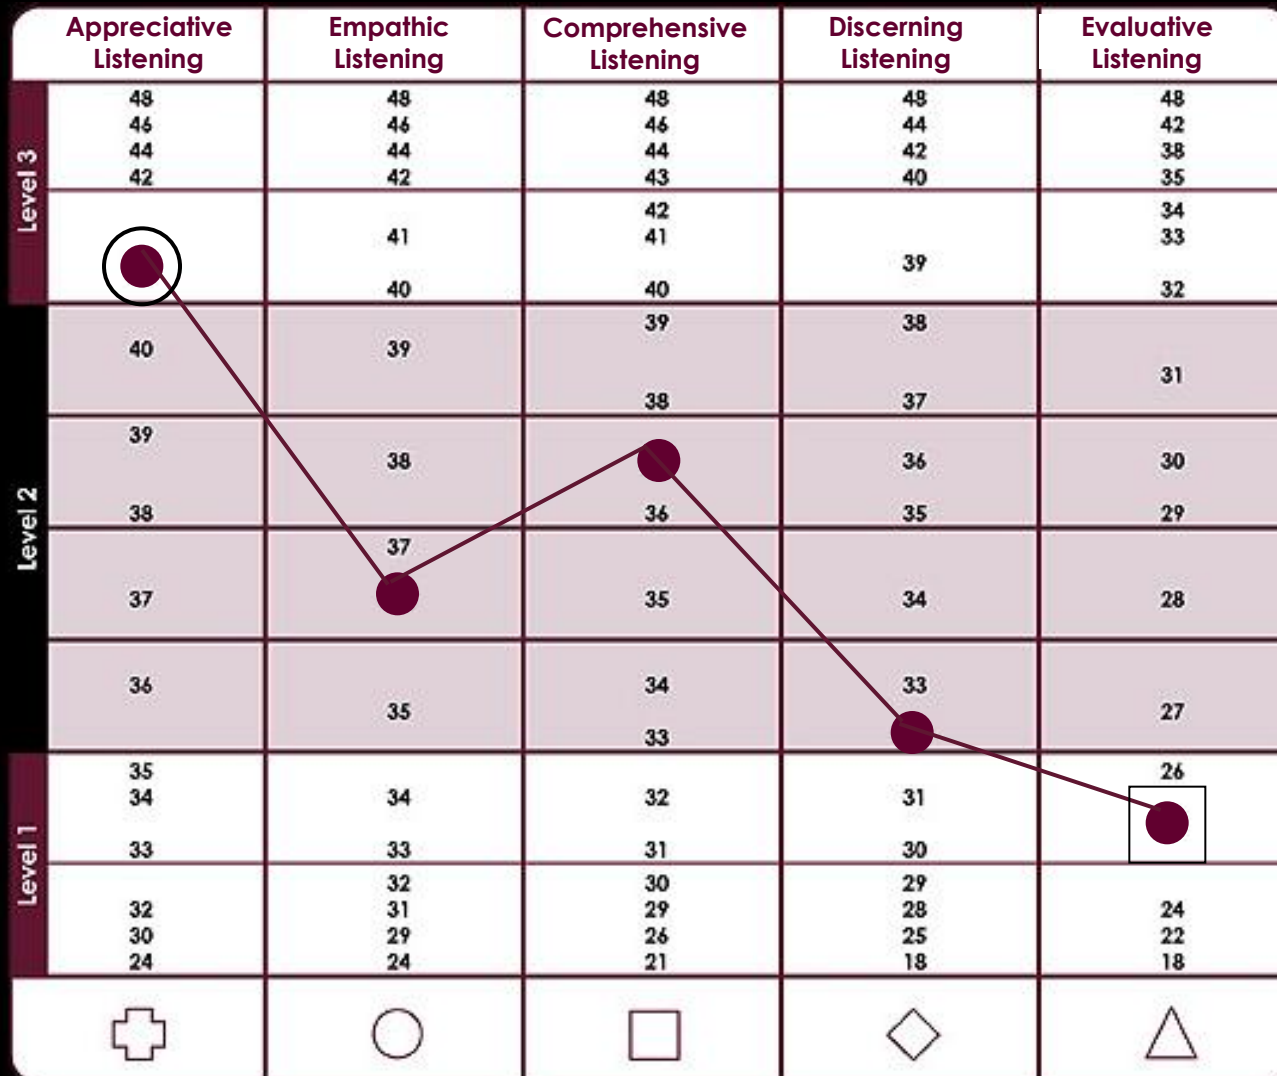 Appreciative Empathic Comprehensive Discerning Evaluative
Listening Listening Listening Listening Listening
Level 3
48 48 48 48 48
46 46 46 44 42
44 44 44 42 38
42 42 43 40 35
42 34
41 41 33
39
40 40 32
Level 2
39 38
40 39
31
38 37
39
38 36 30
38 36 35 29
37
37 35 34 28
36 34 33
35 27
33
Level 1
35 26
34 34 32 31
33 33 31 30
32 30 29
32 31 29 28 24
30 29 26 25 22
24 24 21 18 18